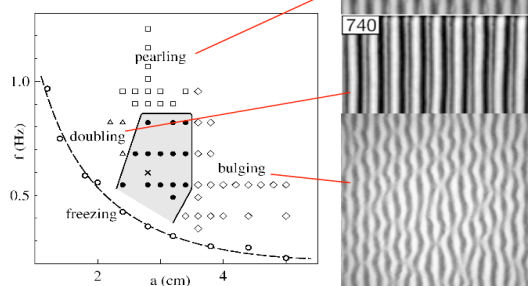 pearling
740
1.0
doubling
f (Hz)
bulging
0.5
freezing
2
4
a (cm)